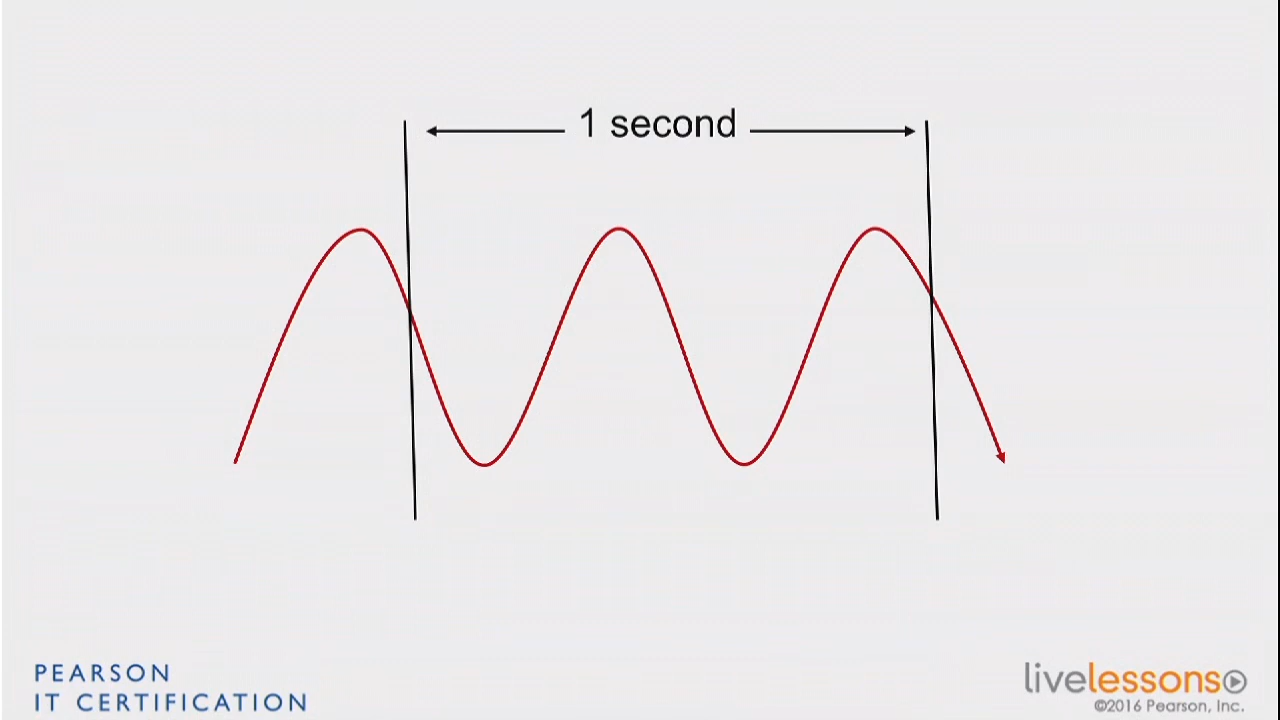 1 second
PEARSON
IT CERTIFICATION
livelessons
©2016 Pearson, Inc.